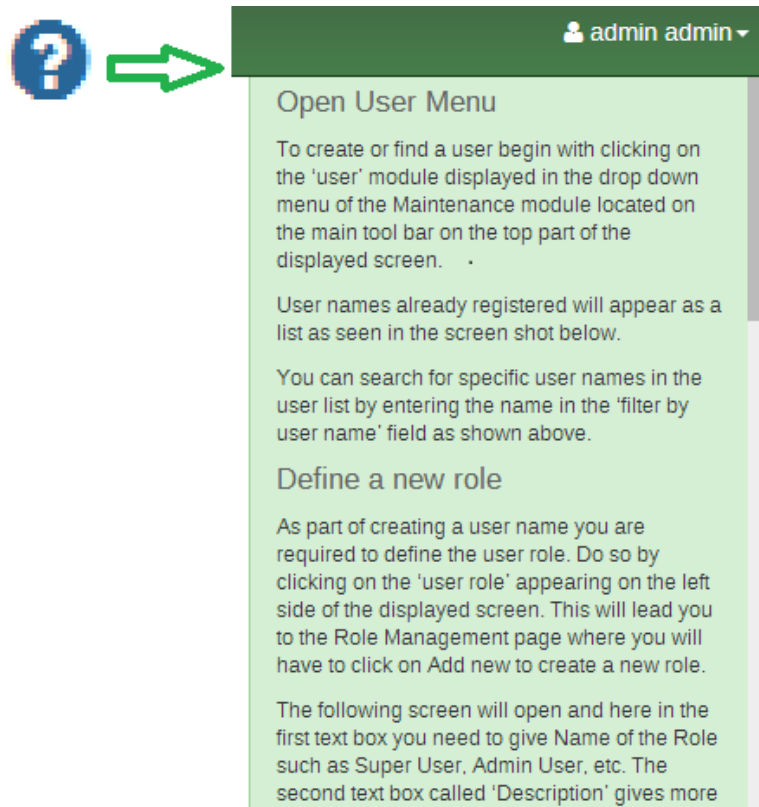 ?
admin admin
Open User Menu
To create or find a user begin with clicking on
the ‘user’ module displayed in the drop down
menu of the Maintenance module located on
the main tool bar on the top part of the
displayed screen.
User names already registered will appear as a
list as seen in the screen shot below.
You can search for specific user names in the
user list by entering the name in the ‘filter by
user name’ field as shown above.
Define a new role
As part of creating a user name you are
required to define the user role. Do so by
clicking on the ‘user role’ appearing on the left
side of the displayed screen. This will lead you
to the Role Management page where you will
have to click on Add new to create a new role.
The following screen will open and here in the
first text box you need to give Name of the Role
such as Super User, Admin User, etc. The
second text box called ‘Description’ gives more